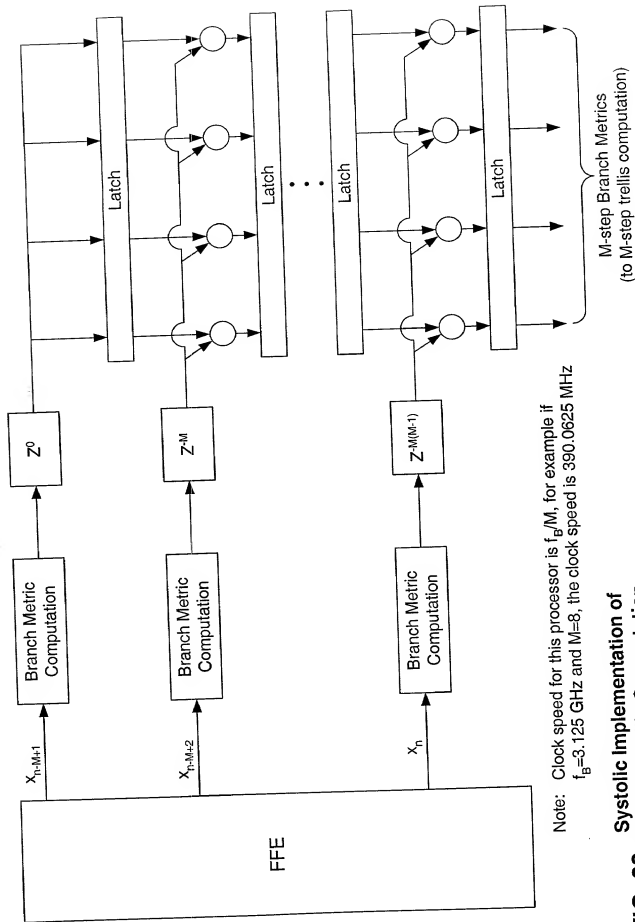 FFE
x_{n-M+1}
Branch Metric
Computation
Z^0
Latch
x_{n-M+2}
Branch Metric
Computation
Z^{-M}
Latch
Latch
x_n
Branch Metric
Computation
Z^{-M(M-1)}
Latch
M-step Branch Metrics
(to M-step trellis computation)
Note: Clock speed for this processor is f_B/M, for example if
f_B=3.125 GHz and M=8, the clock speed is 390.0625 MHz
Systolic Implementation of